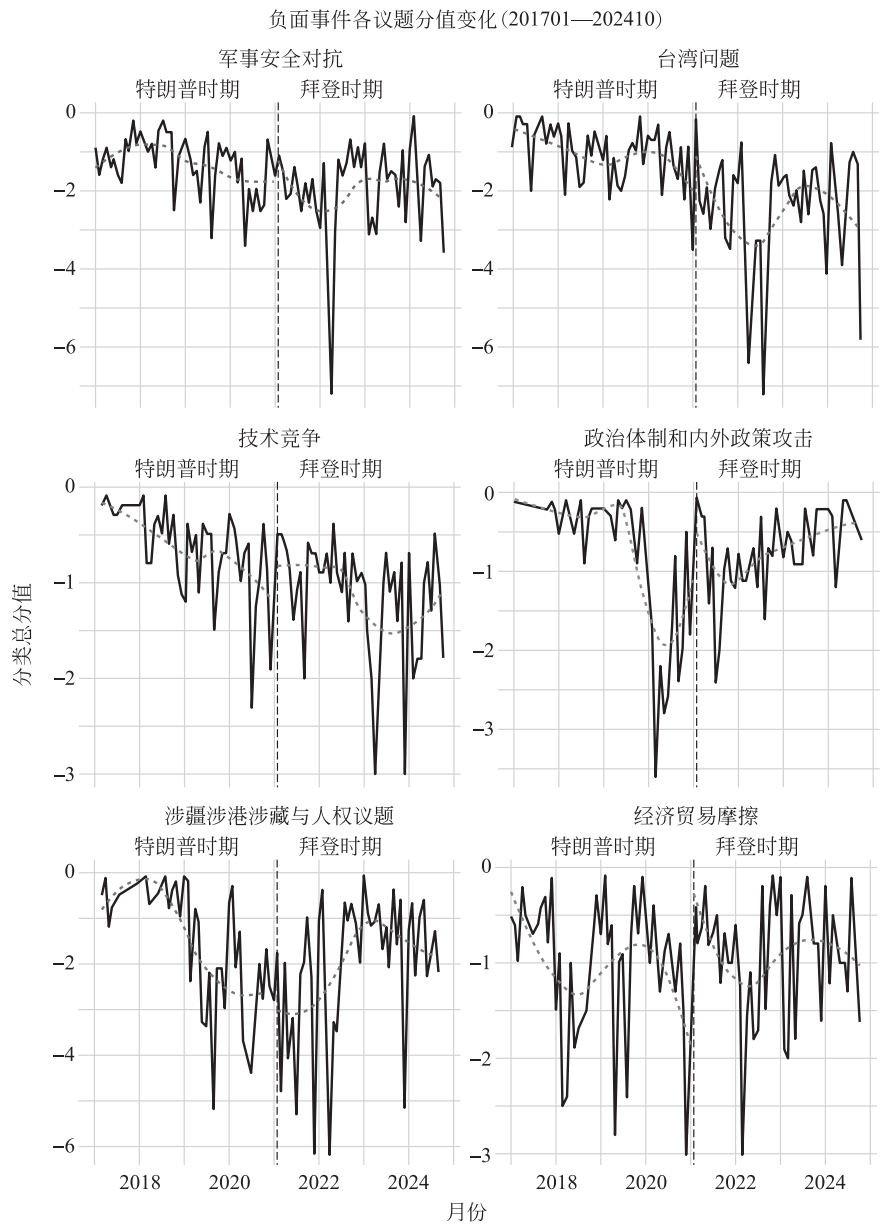 负面事件各议题分值变化(201701—202410)
军事安全对抗
特朗普时期 拜登时期
0
−2
−4
−6
台湾问题
特朗普时期 拜登时期
0
−2
−4
−6
技术竞争
特朗普时期 拜登时期
0
−1
−2
−3
政治体制和内外政策攻击
特朗普时期 拜登时期
0
−1
−2
−3
分类总分值
涉疆涉港涉藏与人权议题
特朗普时期 拜登时期
0
−2
−4
−6
2018 2020 2022 2024
经济贸易摩擦
特朗普时期 拜登时期
0
−1
−2
−3
2018 2020 2022 2024
月份